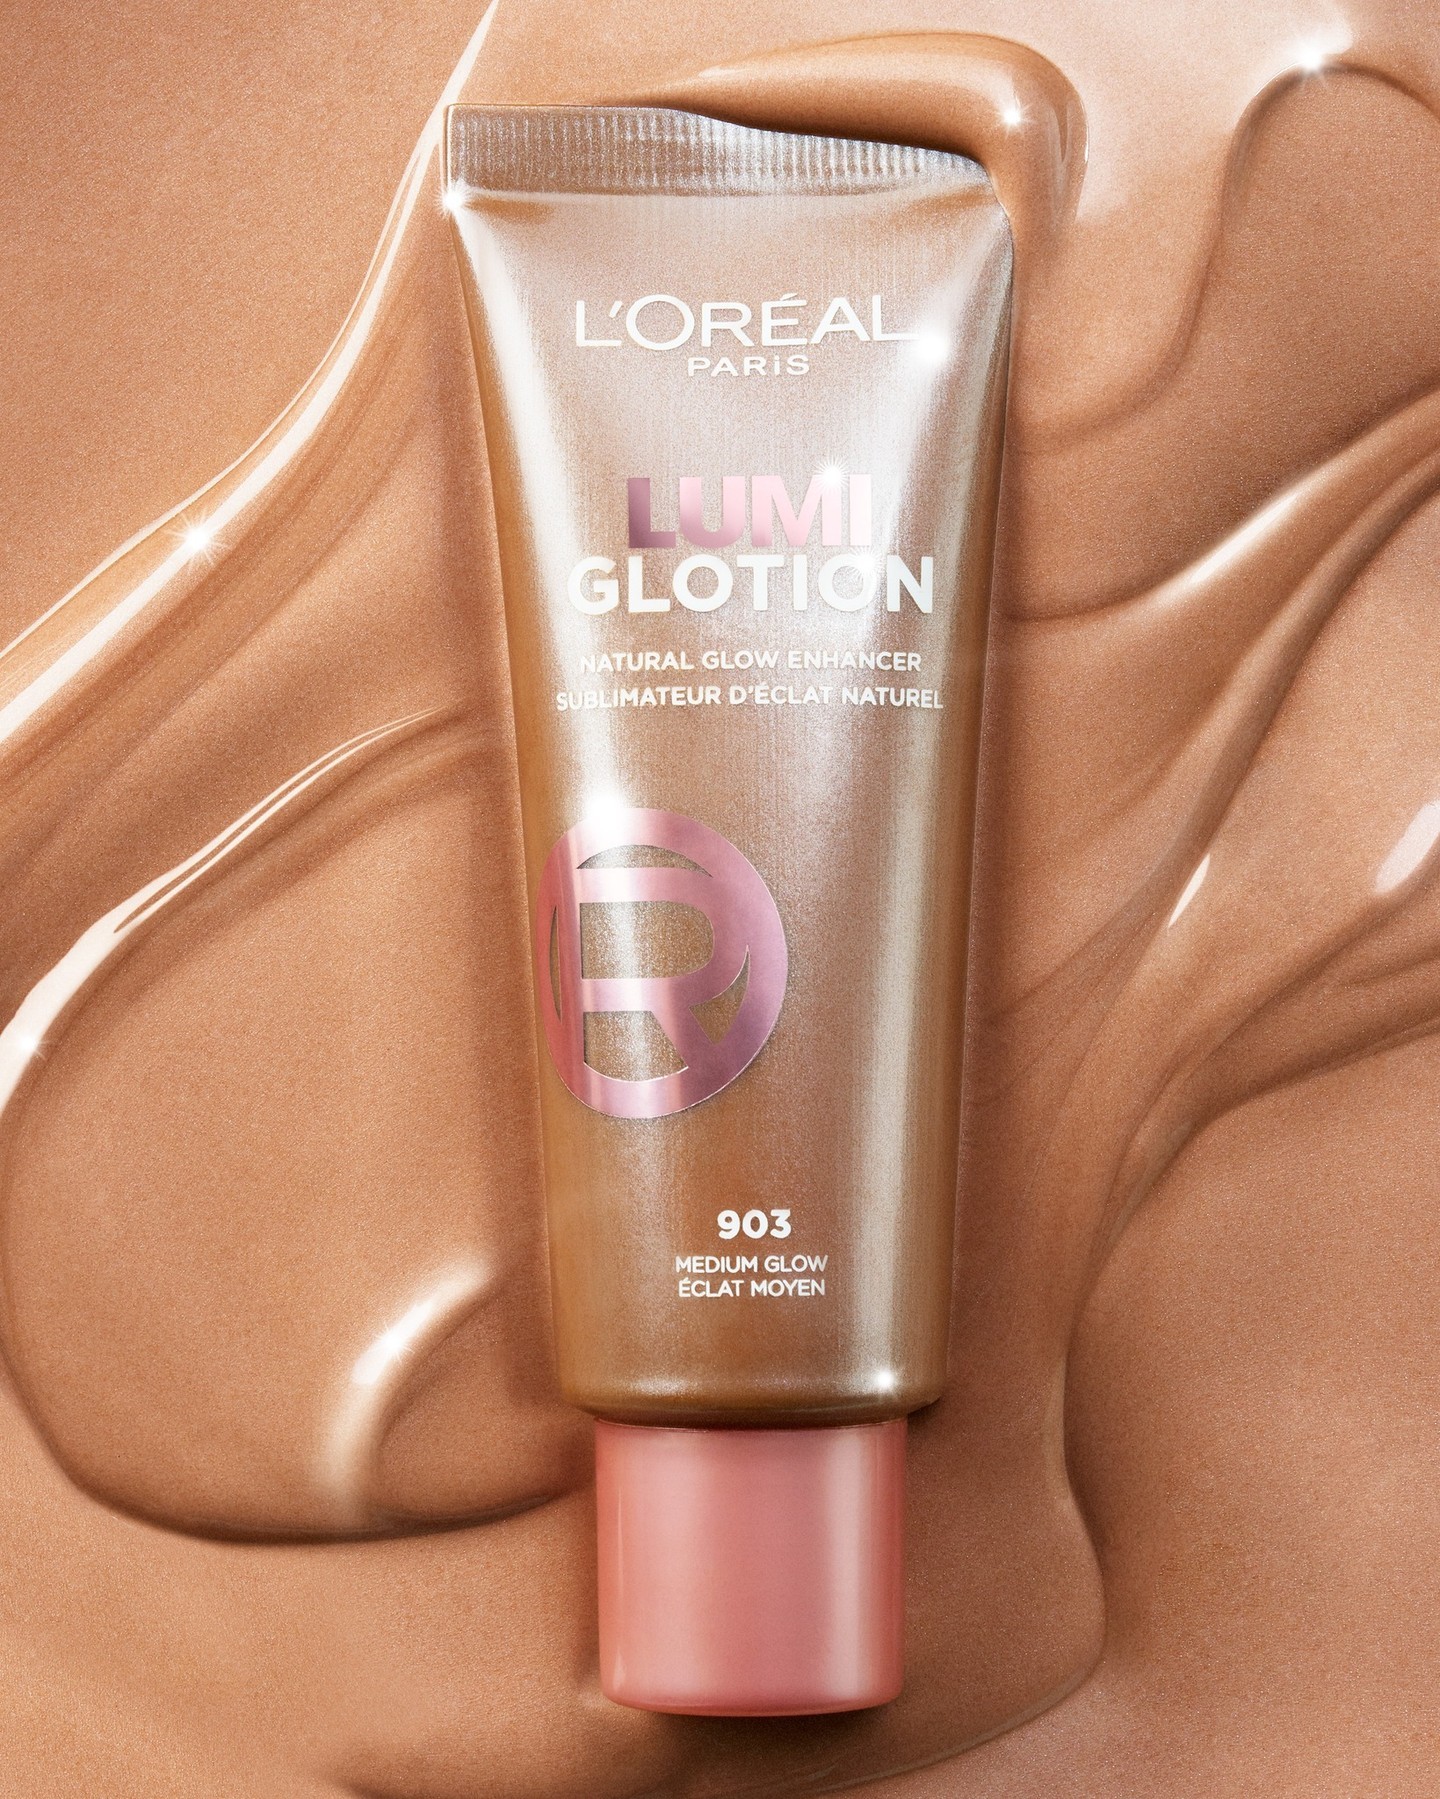 L'ORÉAL
PARiS
LUMI
GLOTION
NATURAL GLOW ENHANCER
SUBLIMATEUR D'ÉCLAT NATUREL
R
903
MEDIUM GLOW
ÉCLAT MOYEN